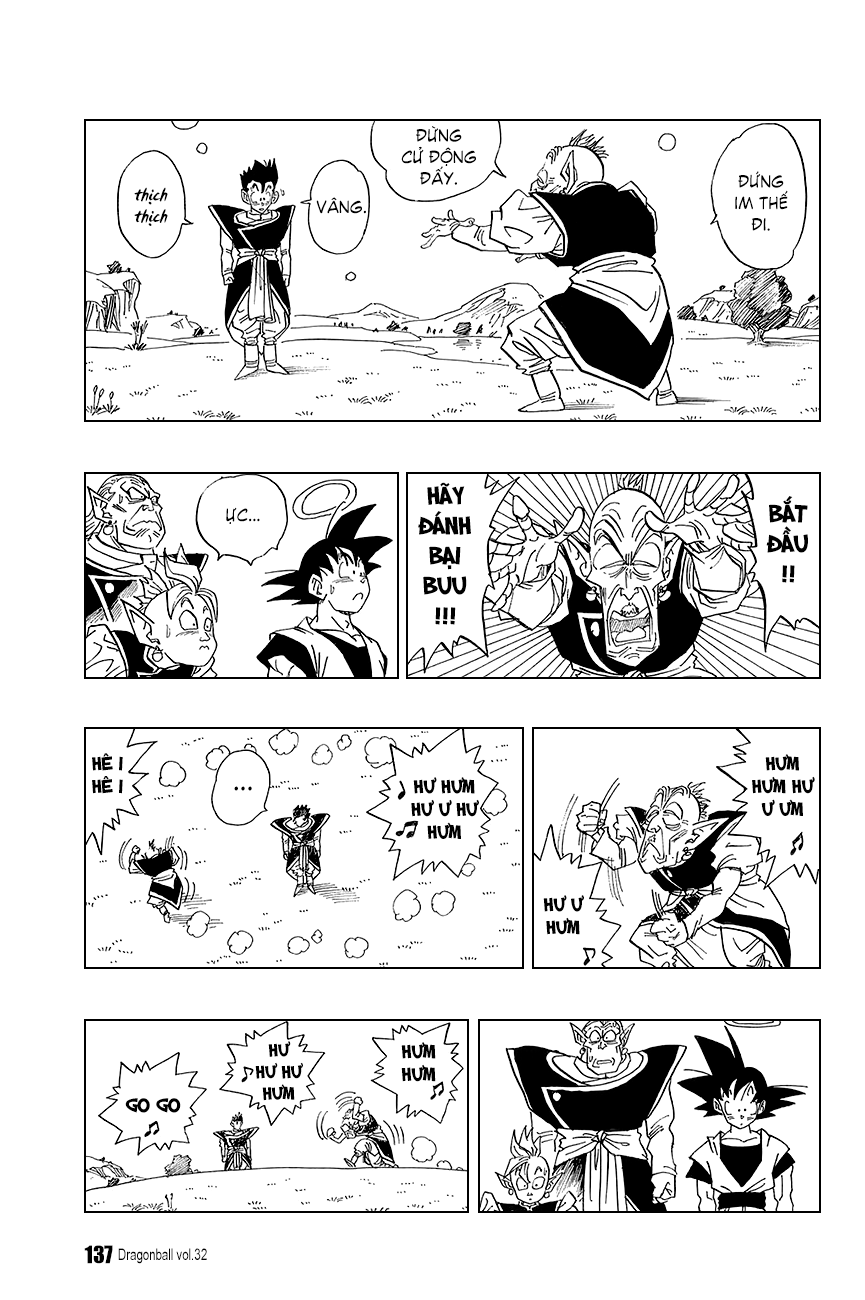 ĐỨNG
IM THẾ
ĐI.
ĐỪNG
CỬ ĐỘNG
ĐẤY.
VÂNG.
thịch
thịch
BẮT
ĐẦU
!!
HÃY
ĐÁNH
BẠI
BUU
!!!
ỰC...
HƯM
HƯM HƯ
Ư ƯM
HƯ Ư
HƯM
HƯ HƯM
HƯ Ư HƯ
HƯM
...
HÊ I
HÊ I
HƯM
HƯM
HƯ
HƯ HƯ
HƯM
GO GO
137 Dragonball vol.32